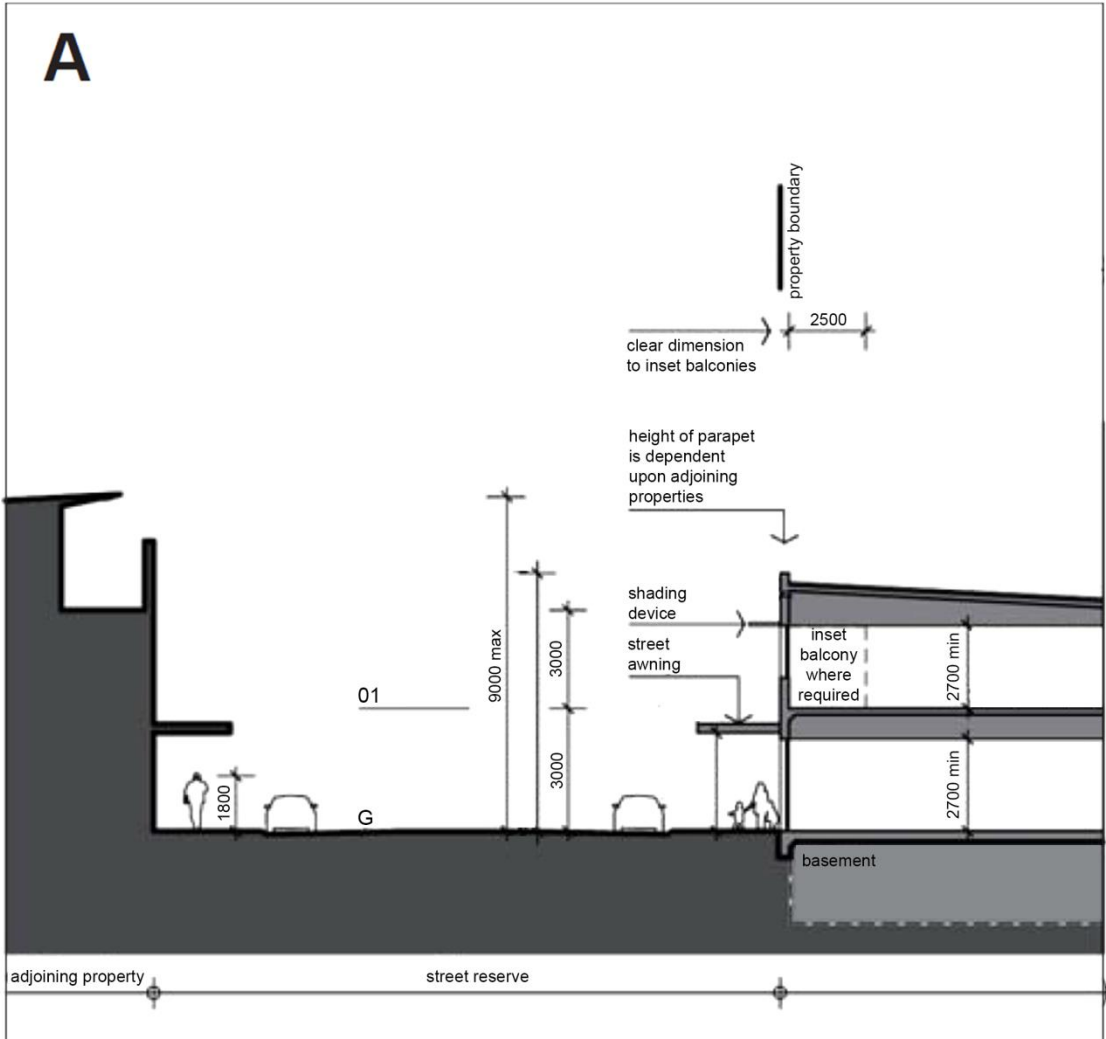 A
property boundary
2500
clear dimension
to inset balconies
height of parapet
is dependent
upon adjoining
properties
shading
device
street
awning
9000 max
3000
3000
01
inset
balcony
where
required
2700 min
2700 min
1800
G
basement
adjoining property
street reserve